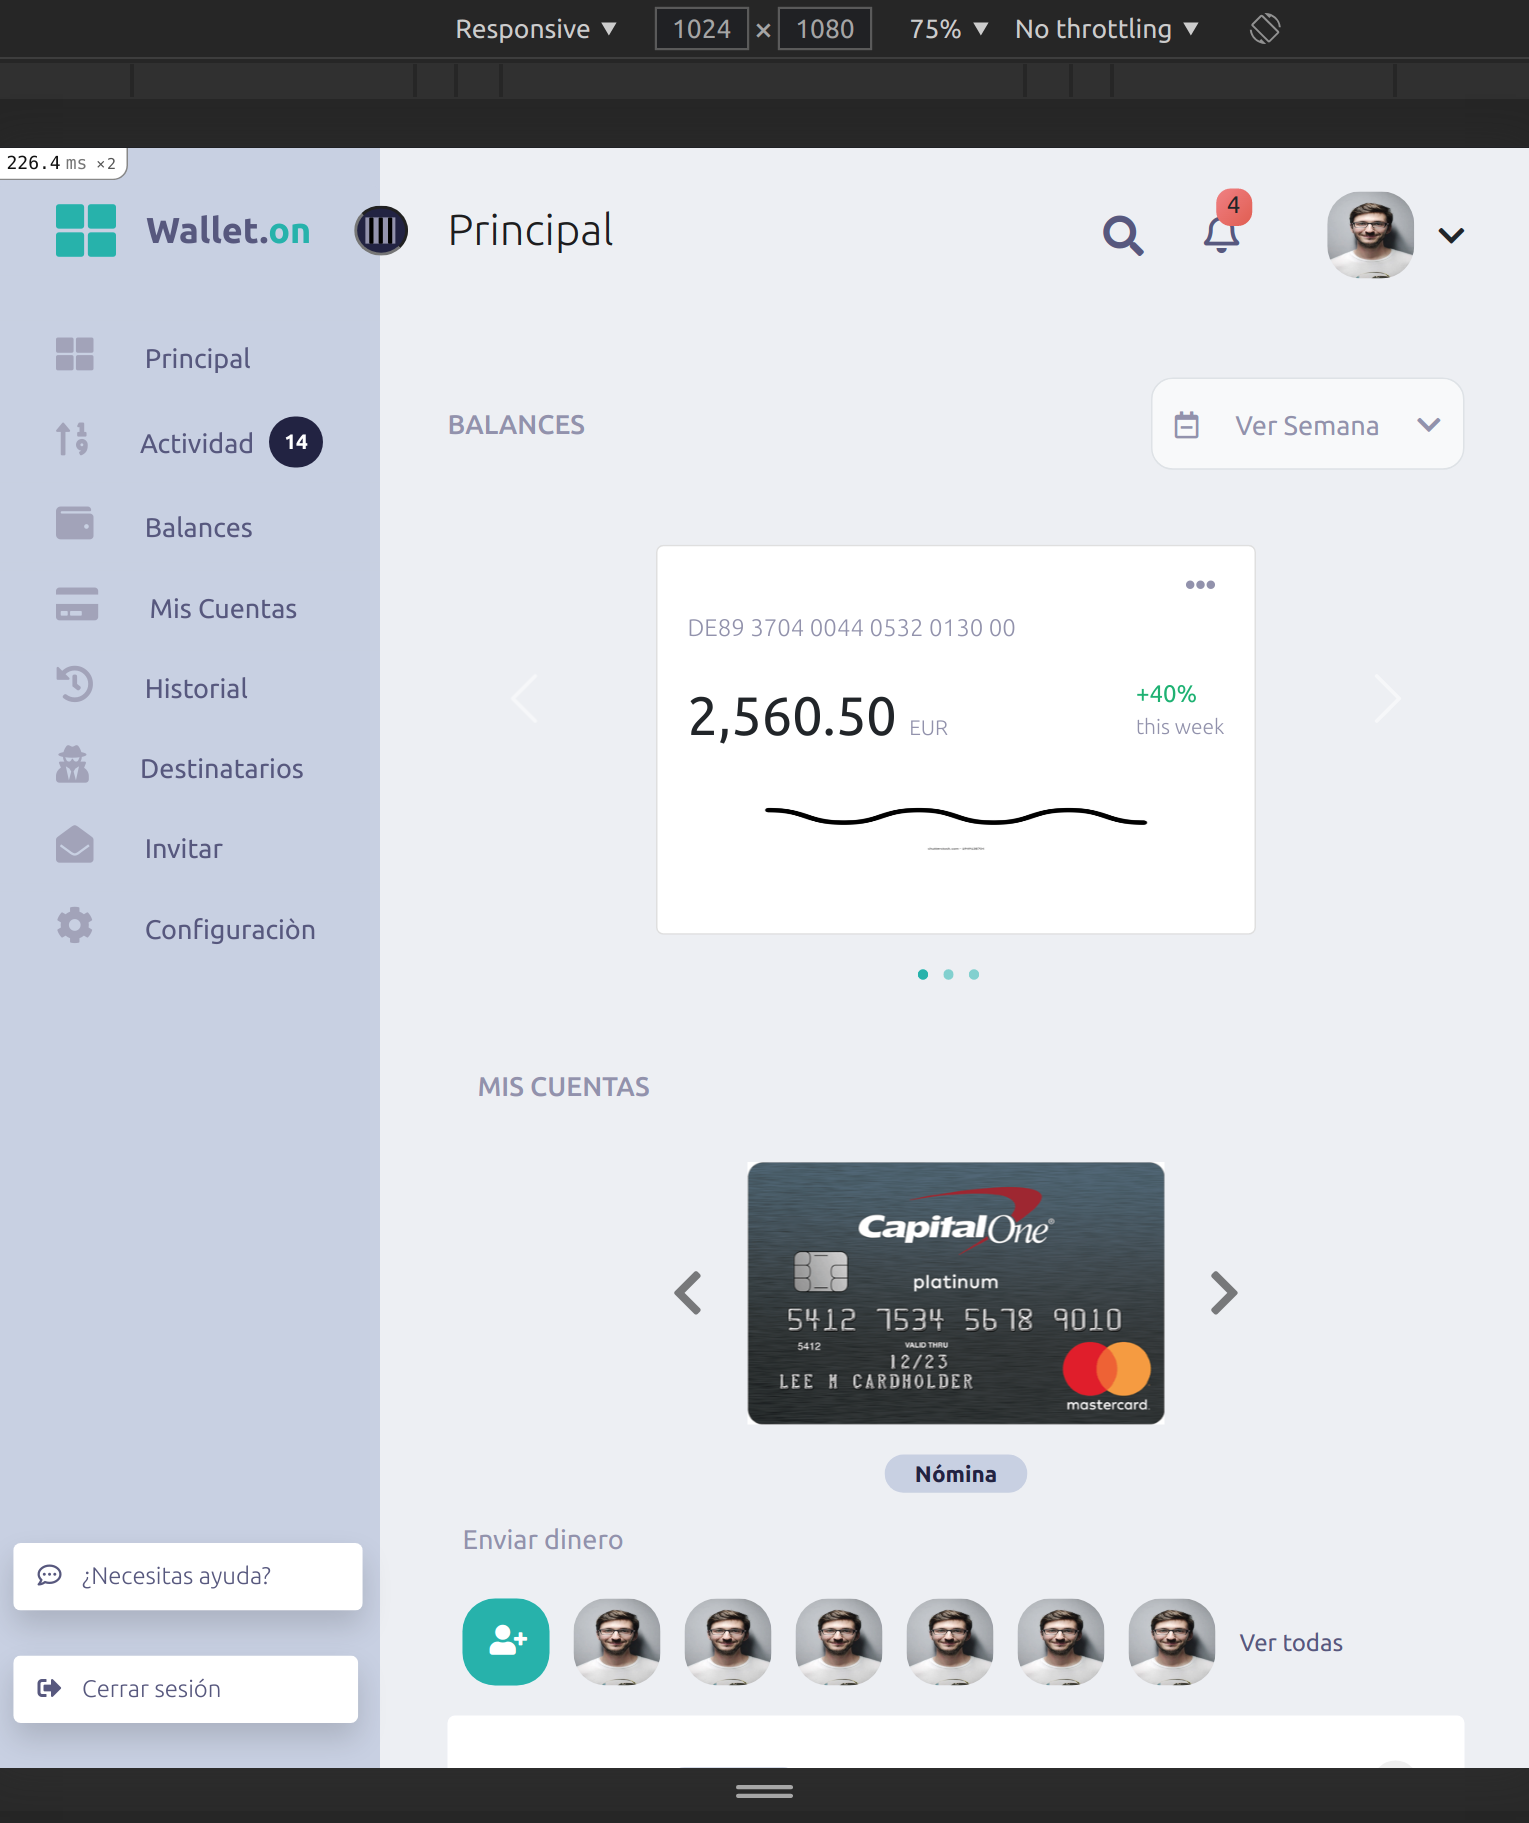 Responsive ▼ 1024 × 1080 75% ▼ No throttling ▼
226.4 ms ×2
Wallet.on
Principal
4
Principal
Actividad 14
Balances
Mis Cuentas
Historial
Destinatarios
Invitar
Configuraciòn
¿Necesitas ayuda?
Cerrar sesión
BALANCES
Ver Semana
DE89 3704 0044 0532 0130 00
2,560.50 EUR
+40%
this week
MIS CUENTAS
CapitalOne®
platinum
5412 7534 5678 9010
5412
VALID THRU
12/23
LEE M CARDHOLDER
mastercard.
Nómina
Enviar dinero
Ver todas